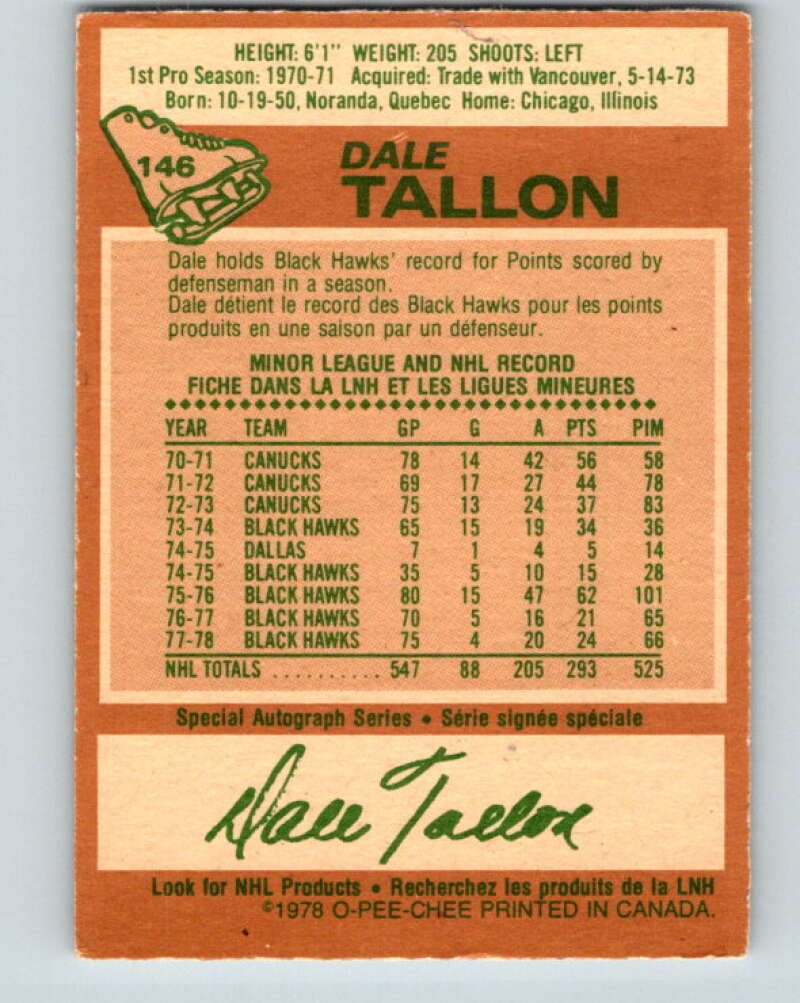 HEIGHT: 6'1" WEIGHT: 205 SHOOTS: LEFT
1st Pro Season: 1970-71 Acquired: Trade with Vancouver, 5-14-73
Born: 10-19-50, Noranda, Quebec Home: Chicago, Illinois
146
DALE
TALLON
Dale holds Black Hawks' record for Points scored by
defenseman in a season.
Dale détient le record des Black Hawks pour les points
produits en une saison par un défenseur.
MINOR LEAGUE AND NHL RECORD
FICHE DANS LA LNH ET LES LIGUES MINEURES
YEAR TEAM GP G A PTS PIM
70-71 CANUCKS 78 14 42 56 58
71-72 CANUCKS 69 17 27 44 78
72-73 CANUCKS 75 13 24 37 83
73-74 BLACK HAWKS 65 15 19 34 36
74-75 DALLAS 7 1 4 5 14
74-75 BLACK HAWKS 35 5 10 15 28
75-76 BLACK HAWKS 80 15 47 62 101
76-77 BLACK HAWKS 70 5 16 21 65
77-78 BLACK HAWKS 75 4 20 24 66
NHL TOTALS .......... 547 88 205 293 525
Special Autograph Series • Série signée spéciale
Dale Tallon
Look for NHL Products • Recherchez les produits de la LNH
©1978 O-PEE-CHEE PRINTED IN CANADA.